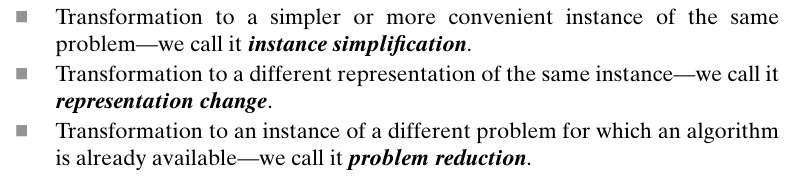 ■ Transformation to a simpler or more convenient instance of the same
problem—we call it instance simplification.
■ Transformation to a different representation of the same instance—we call it
representation change.
■ Transformation to an instance of a different problem for which an algorithm
is already available—we call it problem reduction.